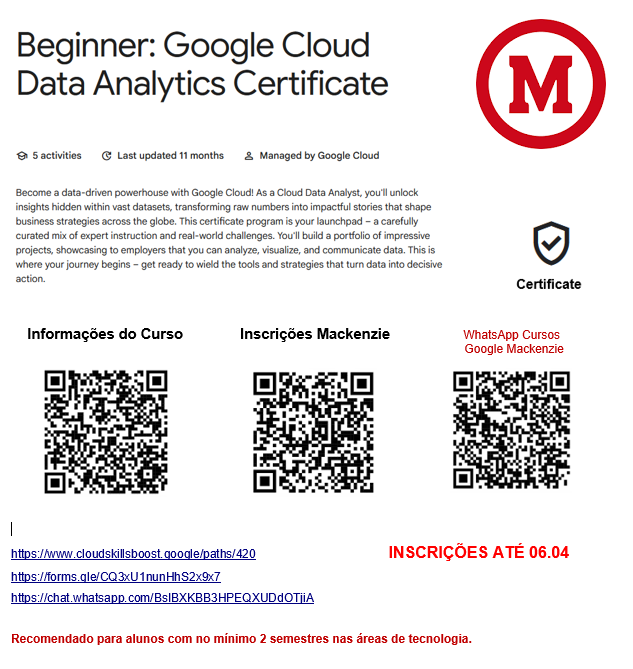 Beginner: Google Cloud
Data Analytics Certificate
M
5 activities Last updated 11 months Managed by Google Cloud
Become a data-driven powerhouse with Google Cloud! As a Cloud Data Analyst, you'll unlock
insights hidden within vast datasets, transforming raw numbers into impactful stories that shape
business strategies across the globe. This certificate program is your launchpad – a carefully
curated mix of expert instruction and real-world challenges. You'll build a portfolio of impressive
projects, showcasing to employers that you can analyze, visualize, and communicate data. This is
where your journey begins – get ready to wield the tools and strategies that turn data into decisive
action.
Certificate
Informações do Curso
Inscrições Mackenzie
WhatsApp Cursos
Google Mackenzie
https://www.cloudskillsboost.google/paths/420
INSCRIÇÕES ATÉ 06.04
https://forms.gle/CQ3xU1nunHhS2x9x7
https://chat.whatsapp.com/BsIBXKBB3HPEQXUDdOTjiA
Recomendado para alunos com no mínimo 2 semestres nas áreas de tecnologia.